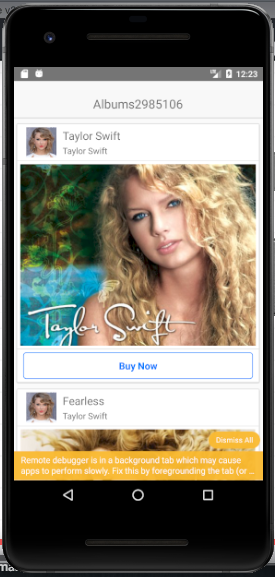 12:23
Albums2985106
Taylor Swift
Taylor Swift
Taylor Swift
Buy Now
Fearless
Taylor Swift
Dismiss All
Remote debugger is in a background tab which may cause
apps to perform slowly. Fix this by foregrounding the tab (or ...